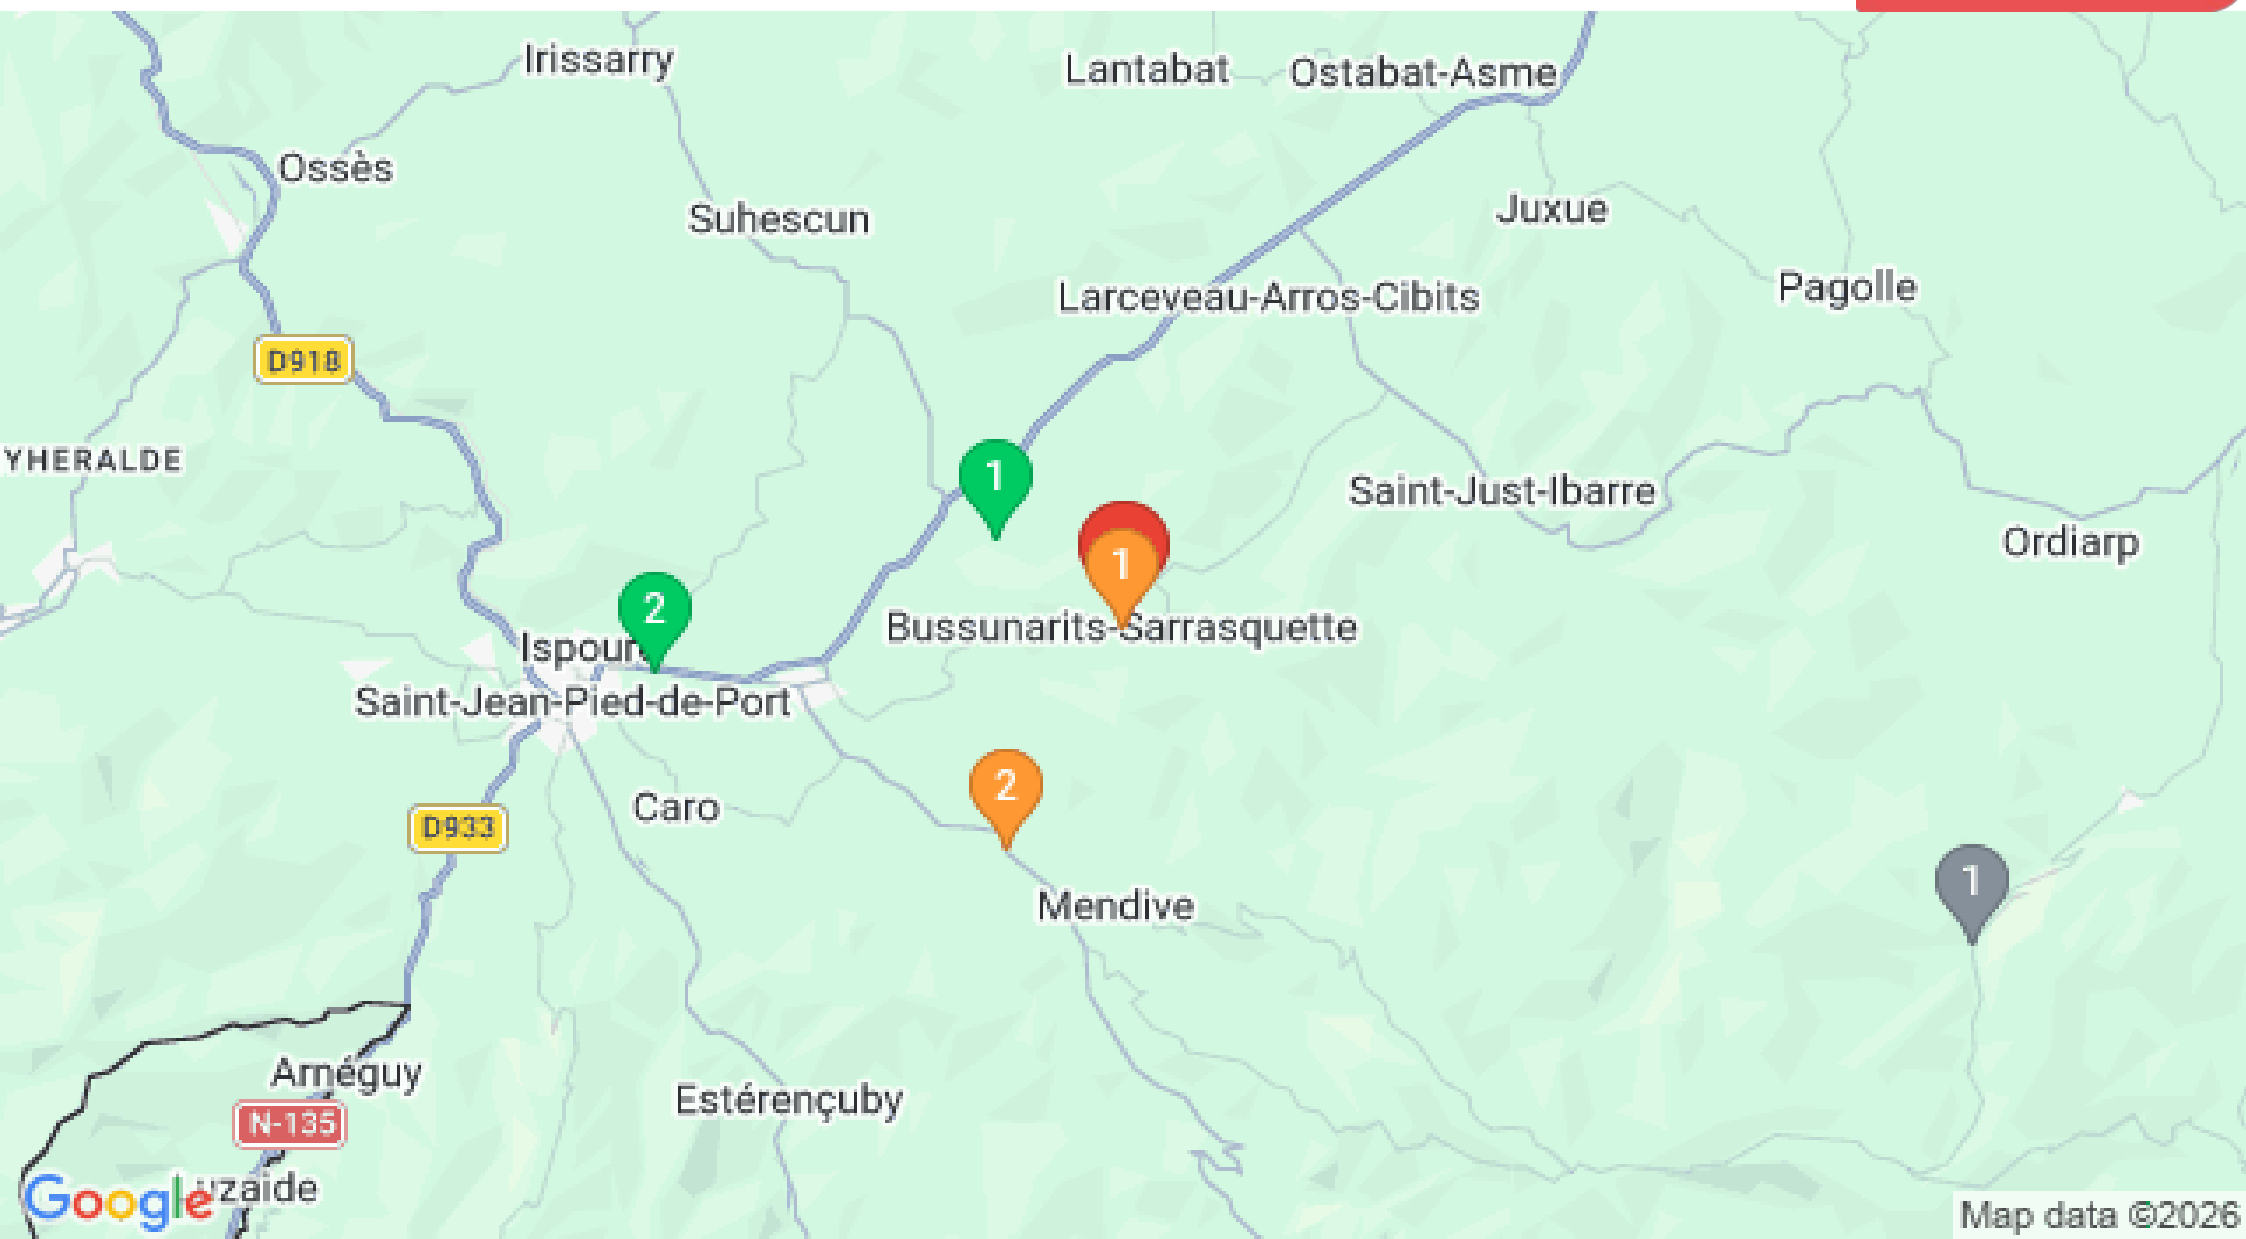 Irissarry
Lantabat
Ostabat-Asme
Ossès
Suhescun
Juxue
Larceveau-Arros-Cibits
Pagolle
D918
YHERALDE
1
Saint-Just-Ibarre
1
Ordiarp
2
Ispoure
Bussunarits-Sarrasquette
Saint-Jean-Pied-de-Port
2
Caro
D933
1
Mendive
Arnéguy
Estérençuby
N-135
Google
uzaide
Map data ©2026